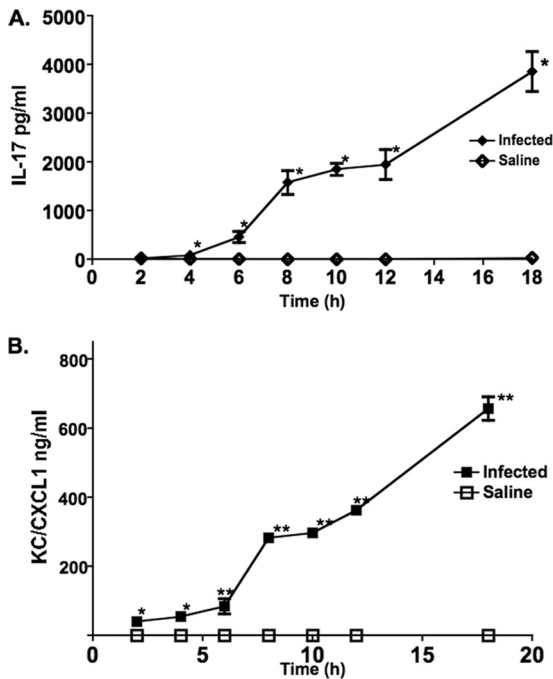 A.
5000
4000
3000
2000
1000
0
IL-17 pg/ml
* * * * * * *
Infected
Saline
0 2 4 6 8 10 12 14 16 18
Time (h)
B.
800
600
400
200
KC/CXCL1 ng/ml
* * ** ** ** ** **
Infected
Saline
0 5 10 15 20
Time (h)